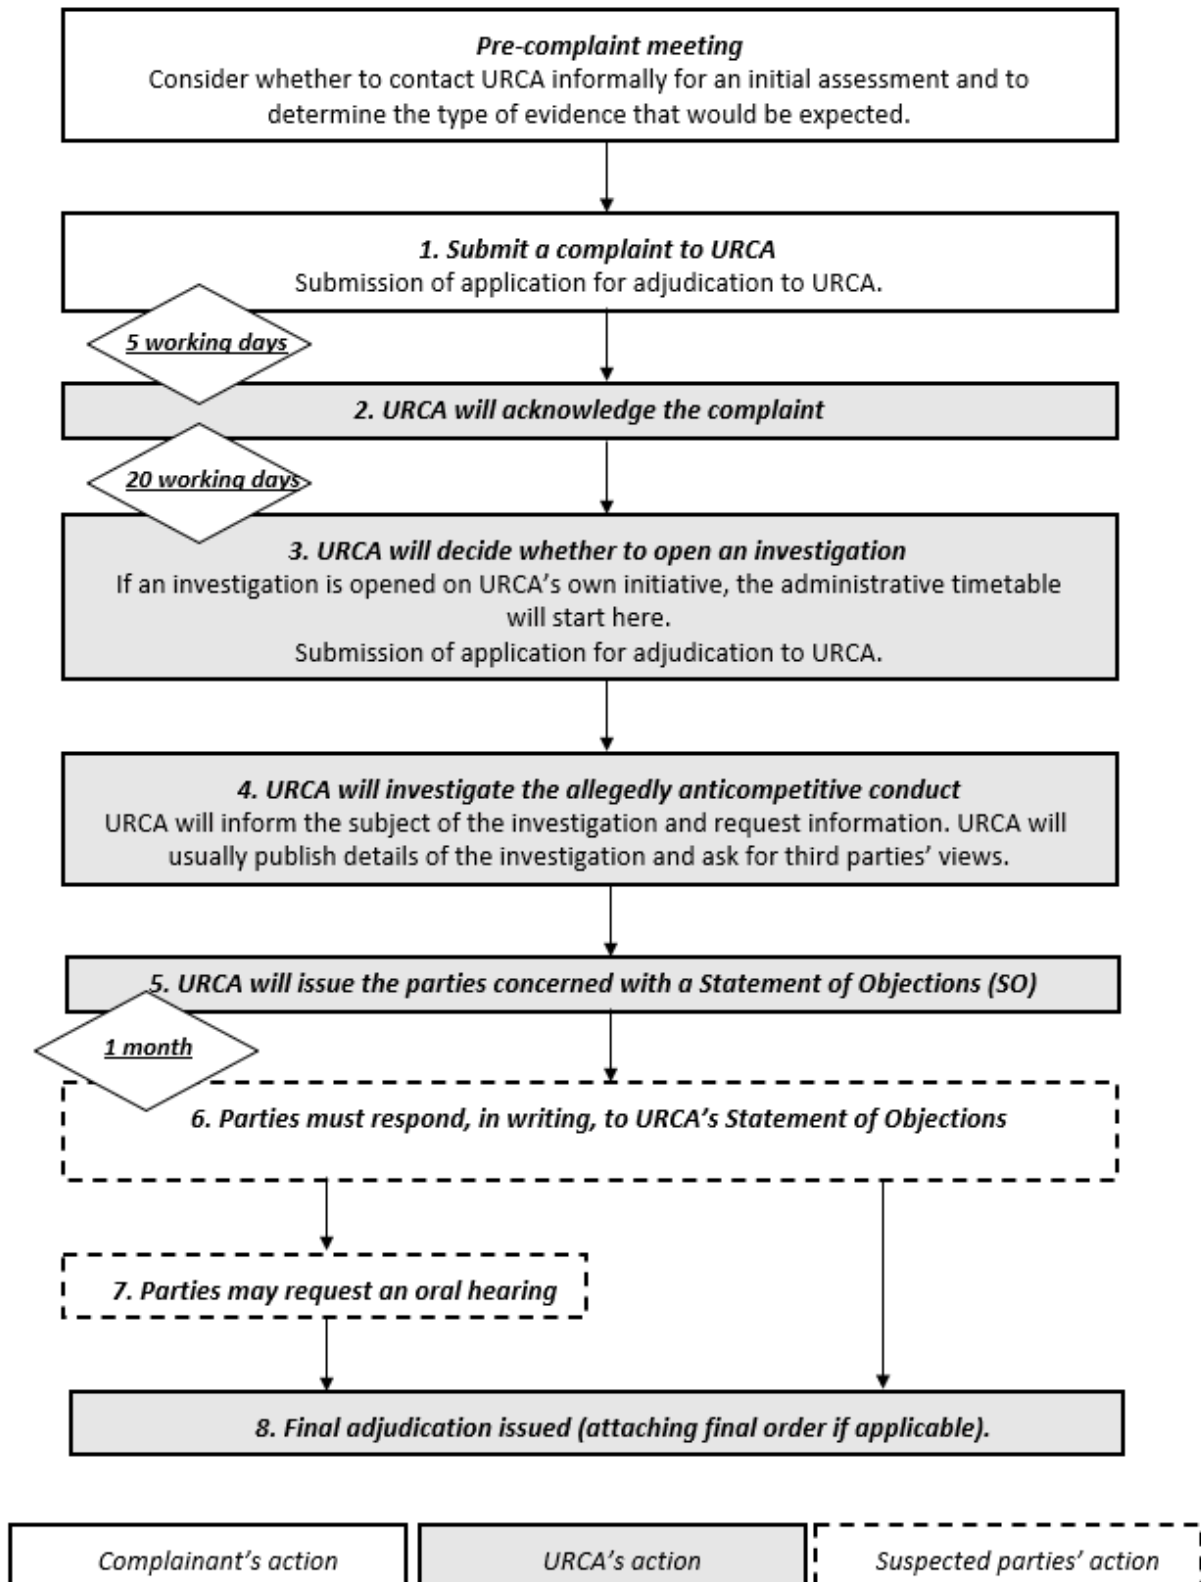 Pre-complaint meeting
Consider whether to contact URCA informally for an initial assessment and to
determine the type of evidence that would be expected.
1. Submit a complaint to URCA
Submission of application for adjudication to URCA.
5 working days
2. URCA will acknowledge the complaint
20 working days
3. URCA will decide whether to open an investigation
If an investigation is opened on URCA's own initiative, the administrative timetable
will start here.
Submission of application for adjudication to URCA.
4. URCA will investigate the allegedly anticompetitive conduct
URCA will inform the subject of the investigation and request information. URCA will
usually publish details of the investigation and ask for third parties' views.
5. URCA will issue the parties concerned with a Statement of Objections (SO)
1 month
6. Parties must respond, in writing, to URCA's Statement of Objections
7. Parties may request an oral hearing
8. Final adjudication issued (attaching final order if applicable).
Complainant's action
URCA's action
Suspected parties' action